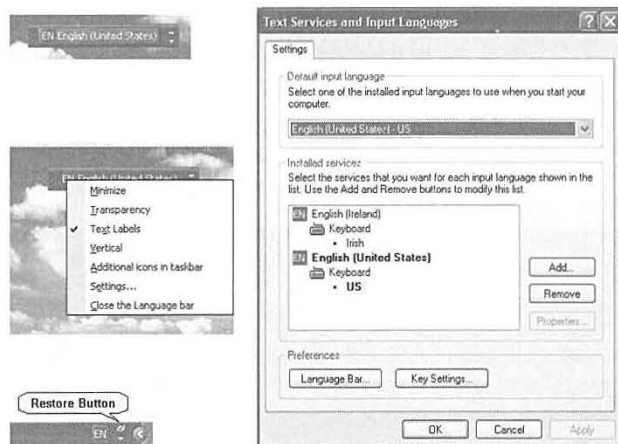 EN English (United States)
EN English (United States)
Minimize
Transparency
Text Labels
Vertical
Additional icons in taskbar
Settings...
Close the Language bar
Restore Button
EN
Text Services and Input Languages
Settings
Default input language
Select one of the installed input languages to use when you start your
computer.
English (United States) - US
Installed services
Select the services that you want for each input language shown in the
list. Use the Add and Remove buttons to modify this list.
EN English (Ireland)
Keyboard
• Irish
EN English (United States)
Keyboard
• US
Add...
Remove
Properties...
Preferences
Language Bar...
Key Settings...
OK
Cancel
Apply